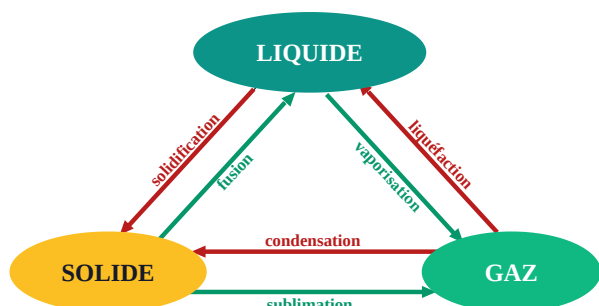 LIQUIDE
solidification
fusion
vaporisation
liquéfaction
condensation
SOLIDE
GAZ
sublimation